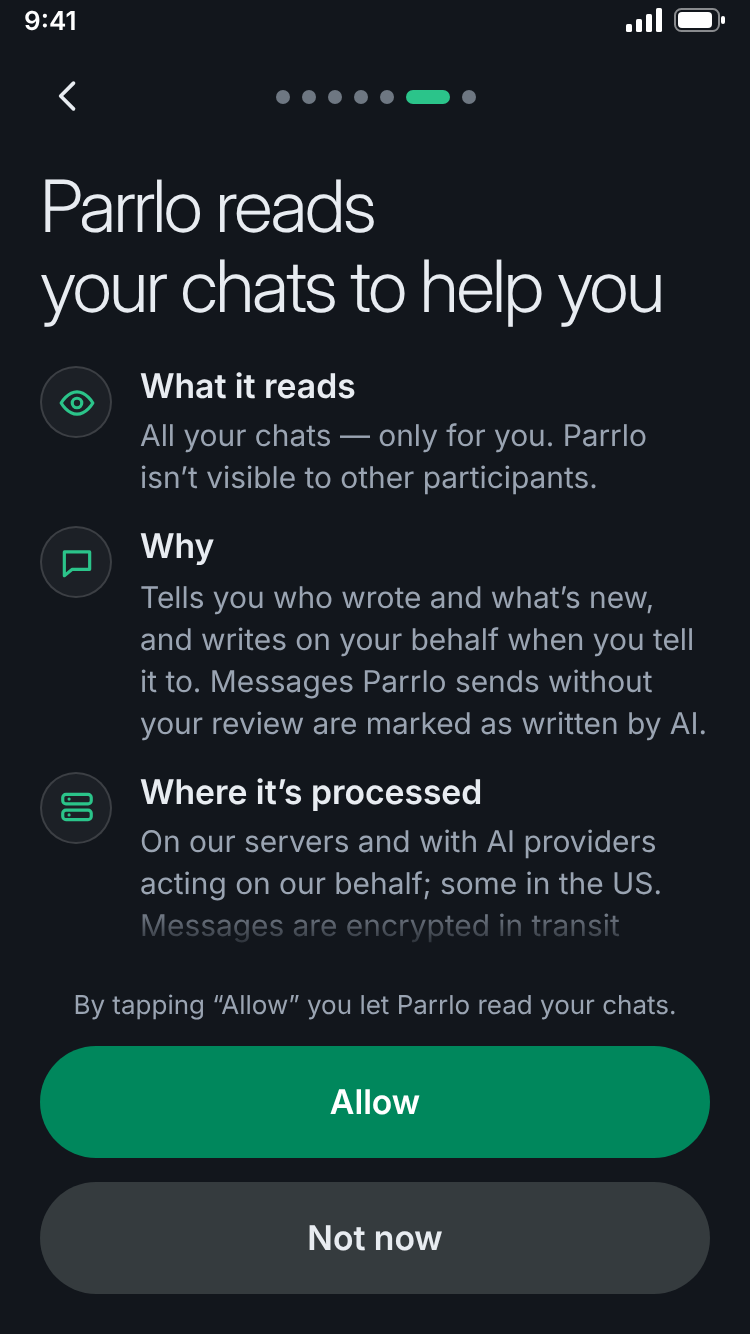 9:41
Parrlo reads
your chats to help you
What it reads
All your chats — only for you. Parrlo
isn’t visible to other participants.
Why
Tells you who wrote and what’s new,
and writes on your behalf when you tell
it to. Messages Parrlo sends without
your review are marked as written by AI.
Where it’s processed
On our servers and with AI providers
acting on our behalf; some in the US.
Messages are encrypted in transit
By tapping “Allow” you let Parrlo read your chats.
Allow
Not now